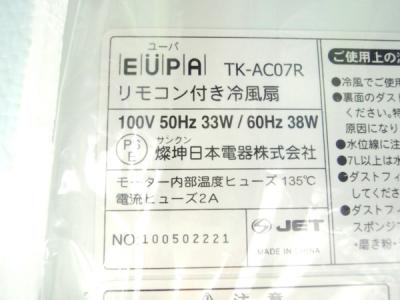 ユーパ
EUPA TK-AC07R
リモコン付き冷風扇
100V 50Hz 33W / 60Hz 38W
PS
E
サンクン
燦坤日本電器株式会社
モーター内部温度ヒューズ 135℃
電流ヒューズ 2A
JET
NO 100502221
MADE IN CHINA
ご使用上の
●冷風でご使用
●裏面のダスト
ください。特
原因になり
●水位線に注
●7L以上は水
●ダストフィ
してください
●ダストフィ
スポンジフ
・磨き粉・
注意